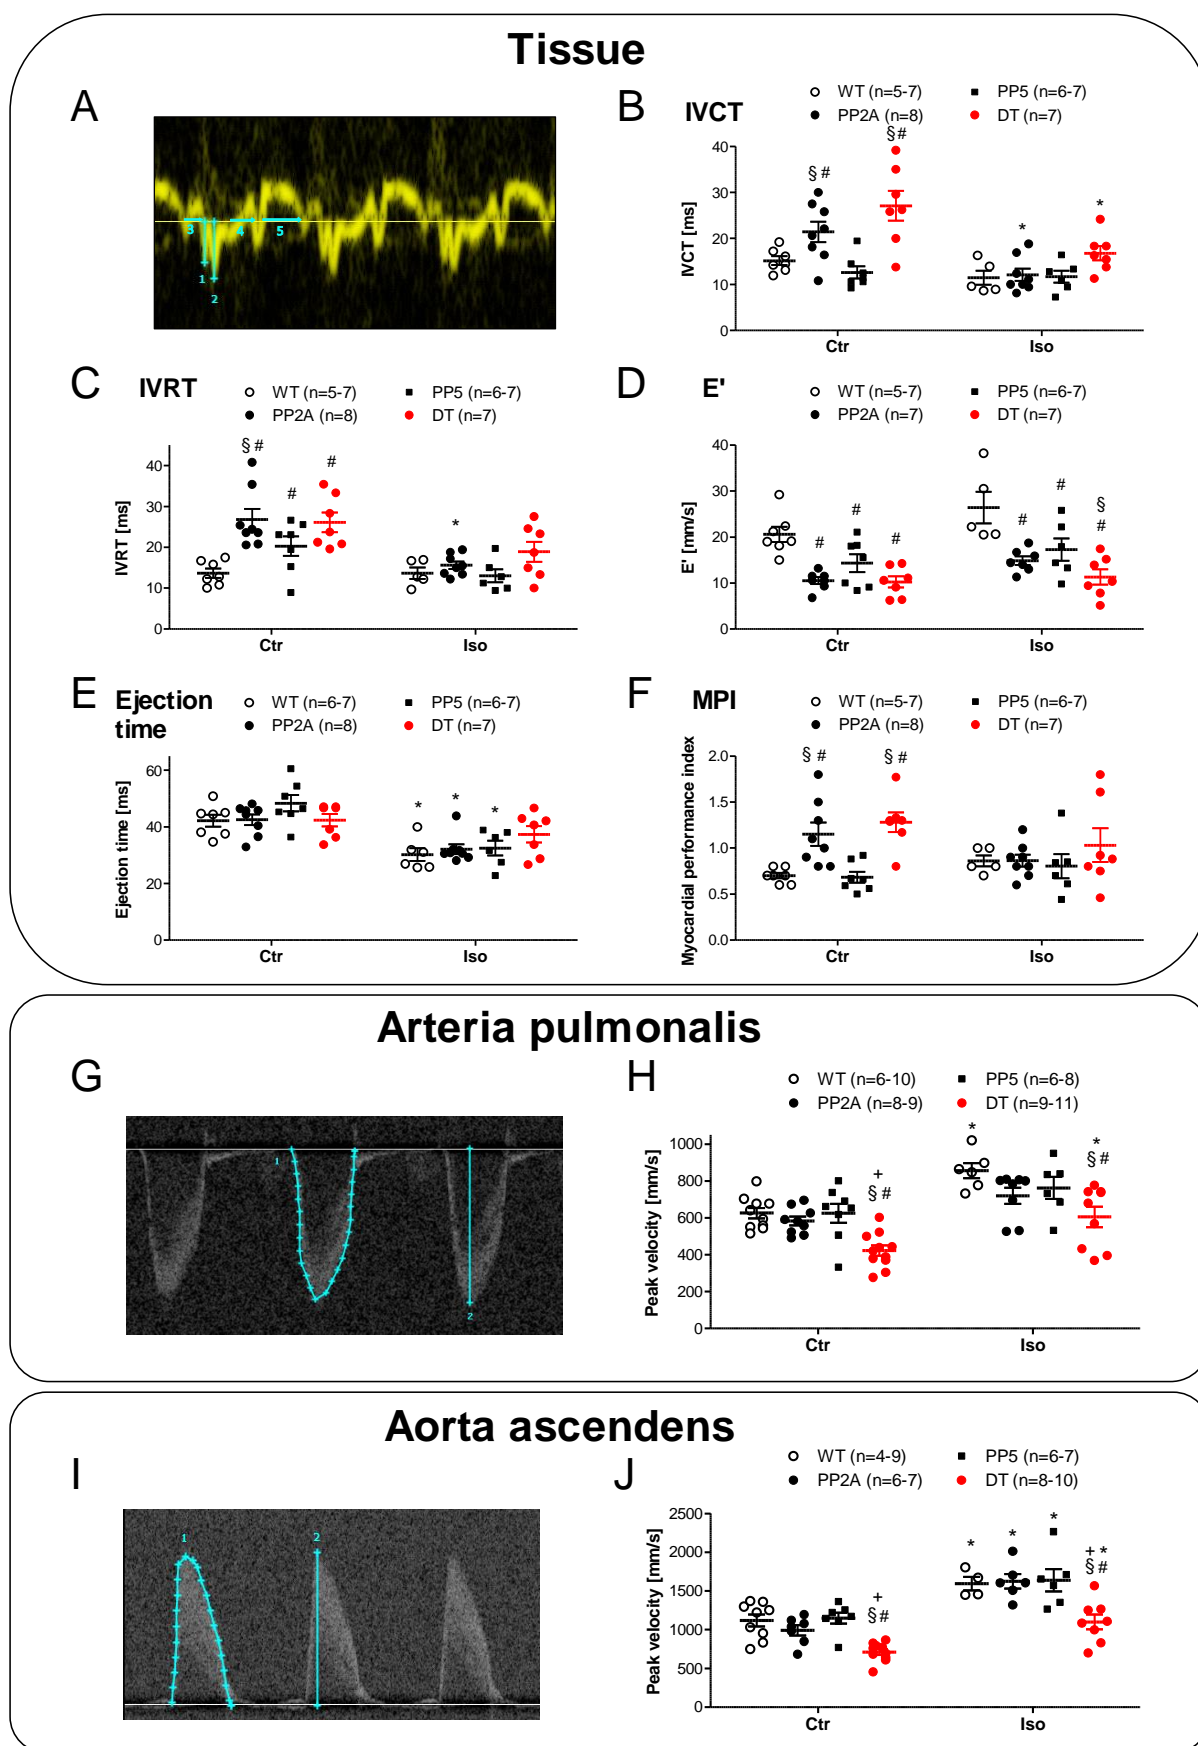 Tissue
A
3
4
5
1
2
B
IVCT
WT (n=5-7)
PP5 (n=6-7)
PP2A (n=8)
DT (n=7)
IVCT [ms]
40
30
20
10
0
§ #
§ #
*
*
Ctr
Iso
C
IVRT
WT (n=5-7)
PP5 (n=6-7)
PP2A (n=8)
DT (n=7)
IVRT [ms]
40
30
20
10
0
§ #
#
#
*
Ctr
Iso
D
E'
WT (n=5-7)
PP5 (n=6-7)
PP2A (n=7)
DT (n=7)
E' [mm/s]
40
30
20
10
0
#
#
#
#
#
§
#
Ctr
Iso
E
Ejection
time
WT (n=6-7)
PP5 (n=6-7)
PP2A (n=8)
DT (n=7)
Ejection time [ms]
60
40
20
0
*
*
*
Ctr
Iso
F
MPI
WT (n=5-7)
PP5 (n=6-7)
PP2A (n=8)
DT (n=7)
Myocardial performance index
2.0
1.5
1.0
0.5
0.0
§ #
§ #
Ctr
Iso
Arteria pulmonalis
G
1
2
H
WT (n=6-10)
PP5 (n=6-8)
PP2A (n=8-9)
DT (n=9-11)
Peak velocity [mm/s]
1000
800
600
400
200
0
+
§ #
*
*
§ #
Ctr
Iso
Aorta ascendens
I
1
2
J
WT (n=4-9)
PP5 (n=6-7)
PP2A (n=6-7)
DT (n=8-10)
Peak velocity [mm/s]
2500
2000
1500
1000
500
0
+
§ #
*
*
*
+ *
§ #
Ctr
Iso